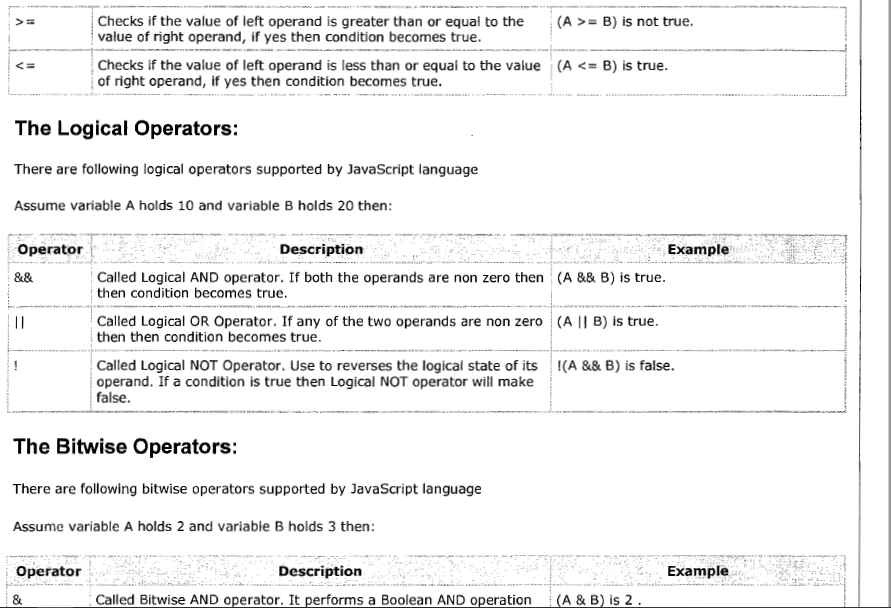 >= Checks if the value of left operand is greater than or equal to the (A >= B) is not true.
value of right operand, if yes then condition becomes true.
<= Checks if the value of left operand is less than or equal to the value (A <= B) is true.
of right operand, if yes then condition becomes true.
The Logical Operators:
There are following logical operators supported by JavaScript language
Assume variable A holds 10 and variable B holds 20 then:
Operator Description Example
&& Called Logical AND operator. If both the operands are non zero then (A && B) is true.
then condition becomes true.
|| Called Logical OR Operator. If any of the two operands are non zero (A || B) is true.
then then condition becomes true.
! Called Logical NOT Operator. Use to reverses the logical state of its !(A && B) is false.
operand. If a condition is true then Logical NOT operator will make
false.
The Bitwise Operators:
There are following bitwise operators supported by JavaScript language
Assume variable A holds 2 and variable B holds 3 then:
Operator Description Example
& Called Bitwise AND operator. It performs a Boolean AND operation (A & B) is 2 .